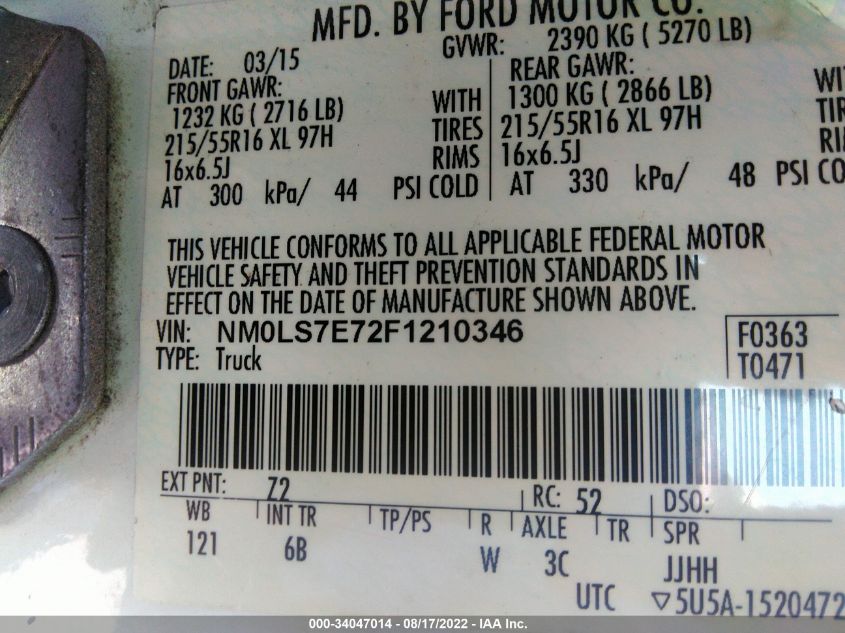 MFD. BY FORD MOTOR CO.
DATE: 03/15 GVWR: 2390 KG ( 5270 LB)
FRONT GAWR: REAR GAWR:
1232 KG ( 2716 LB) WITH 1300 KG ( 2866 LB) WITH
215/55R16 XL 97H TIRES 215/55R16 XL 97H TIR
16x6.5J RIMS 16x6.5J RI
AT 300 kPa/ 44 PSI COLD AT 330 kPa/ 48 PSI CO
THIS VEHICLE CONFORMS TO ALL APPLICABLE FEDERAL MOTOR
VEHICLE SAFETY AND THEFT PREVENTION STANDARDS IN
EFFECT ON THE DATE OF MANUFACTURE SHOWN ABOVE.
VIN: NM0LS7E72F1210346 F0363
TYPE: Truck T0471
EXT PNT: Z2 RC: 52 DSO:
WB INT TR TP/PS R AXLE TR SPR
121 6B W 3C JJHH
UTC ▽5U5A-1520472
000-34047014 - 08/17/2022 - IAA Inc.